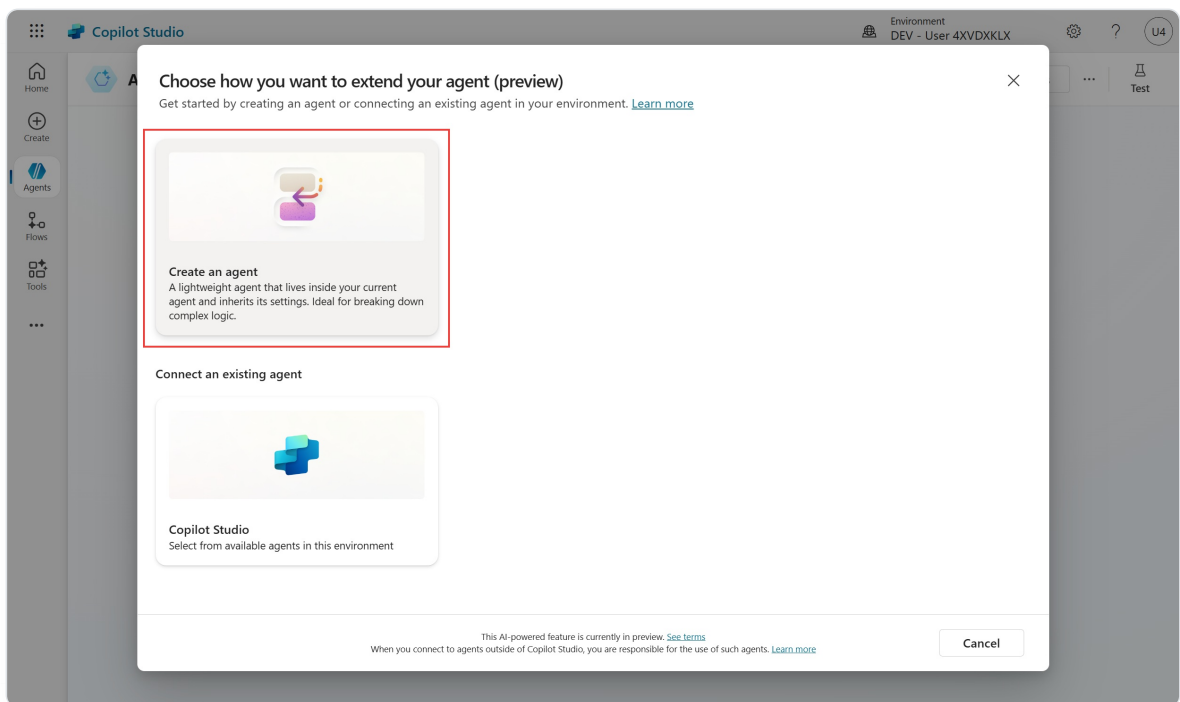 Copilot Studio
Environment
DEV - User 4XVDXKLX
?
U4
Home
A
Test
Create
Agents
Flows
Tools
Choose how you want to extend your agent (preview)
Get started by creating an agent or connecting an existing agent in your environment. Learn more
Create an agent
A lightweight agent that lives inside your current
agent and inherits its settings. Ideal for breaking down
complex logic.
Connect an existing agent
Copilot Studio
Select from available agents in this environment
This AI-powered feature is currently in preview. See terms
When you connect to agents outside of Copilot Studio, you are responsible for the use of such agents. Learn more
Cancel